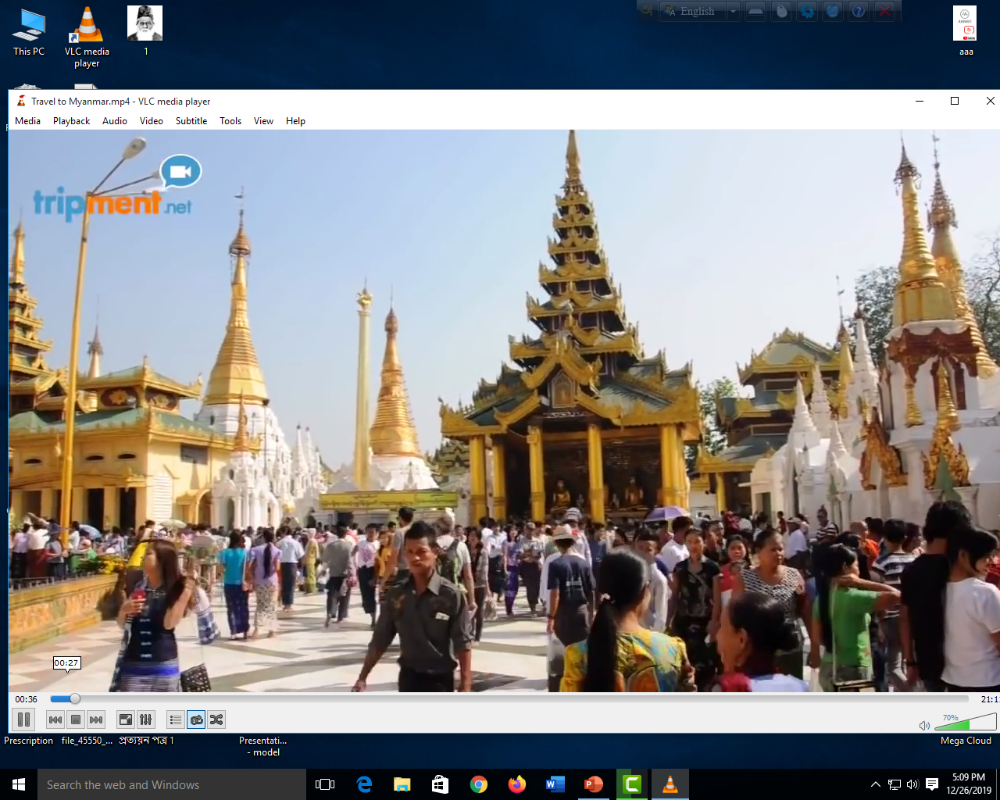 English
This PC
VLC media
player
1
aaa
Travel to Myanmar.mp4 - VLC media player
Media Playback Audio Video Subtitle Tools View Help
tripment.net
00:27
00:36
21:1
70%
Prescription
file_45550_...
প্রত্যয়ন পত্র 1
Presentati...
- model
Mega Cloud
Search the web and Windows
5:09 PM
12/26/2019